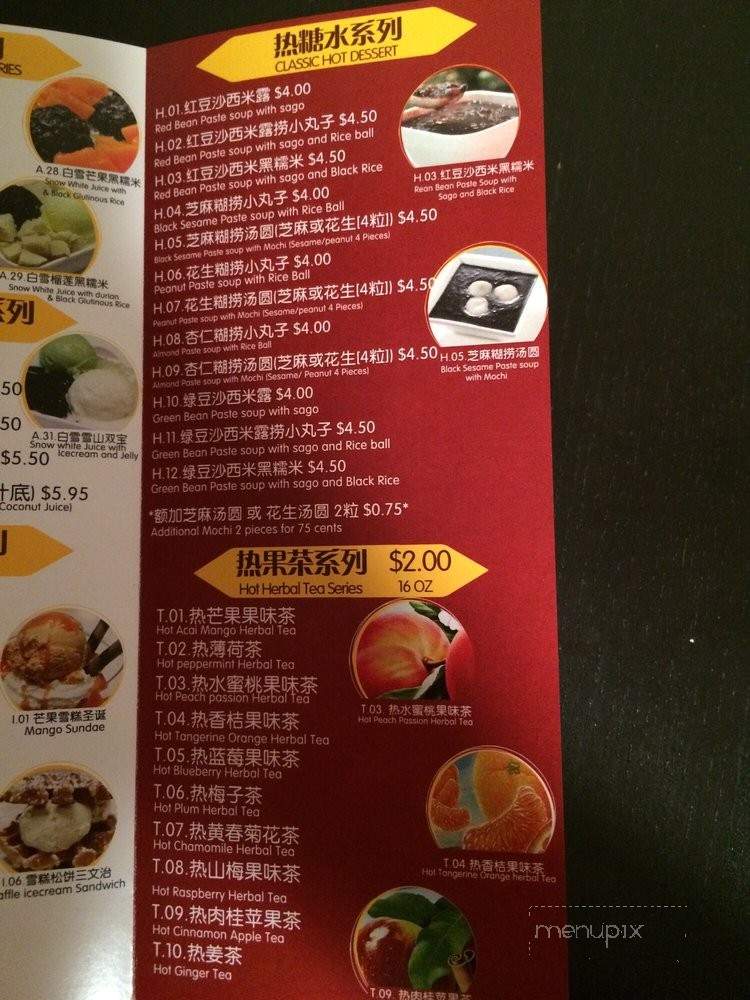 RIES
A.28.白雪芒果黑糯米
Snow White Juice with
& Black Glutinous Rice
A.29.白雪榴莲黑糯米
Snow White Juice with durian
& Black Glutinous Rice
系列
A.31.白雪雪山双宝
Snow white Juice with
Icecream and Jelly
50
.50
$5.50
汁底) $5.95
Coconut Juice)
I.01 芒果雪糕圣诞
Mango Sundae
I.06.雪糕松饼三文治
affle icecream Sandwich
热糖水系列
CLASSIC HOT DESSERT
H.01.红豆沙西米露 $4.00
Red Bean Paste soup with sago
H.02.红豆沙西米露捞小丸子 $4.50
Red Bean Paste soup with sago and Rice ball
H.03.红豆沙西米黑糯米 $4.50
Red Bean Paste soup with sago and Black Rice
H.04.芝麻糊捞小丸子 $4.00
Black Sesame Paste soup with Rice Ball
H.05.芝麻糊捞汤圆(芝麻或花生[4粒]) $4.50
Black Sesame Paste soup with Mochi (Sesame/peanut 4 Pieces)
H.06.花生糊捞小丸子 $4.00
Peanut Paste soup with Rice Ball
H.07.花生糊捞汤圆(芝麻或花生[4粒]) $4.50
Peanut Paste soup with Mochi (Sesame/peanut 4 Pieces)
H.08.杏仁糊捞小丸子 $4.00
Almond Paste soup with Rice Ball
H.09.杏仁糊捞汤圆(芝麻或花生[4粒]) $4.50
Almond Paste soup with Mochi (Sesame/ Peanut 4 Pieces)
H.10.绿豆沙西米露 $4.00
Green Bean Paste soup with sago
H.11.绿豆沙西米露捞小丸子 $4.50
Green Bean Paste soup with sago and Rice ball
H.12.绿豆沙西米黑糯米 $4.50
Green Bean Paste soup with sago and Black Rice
*额加芝麻汤圆 或 花生汤圆 2粒 $0.75*
Additional Mochi 2 pieces for 75 cents
H.03 红豆沙西米黑糯米
Rean Bean Paste Soup with
Sago and Black Rice
H.05.芝麻糊捞汤圆
Black Sesame Paste soup
with Mochi
热果茶系列 $2.00
Hot Herbal Tea Series 16 OZ
T.01.热芒果果味茶
Hot Acai Mango Herbal Tea
T.02.热薄荷茶
Hot peppermint Herbal Tea
T.03.热水蜜桃果味茶
Hot Peach passion Herbal Tea
T.04.热香桔果味茶
Hot Tangerine Orange Herbal Tea
T.05.热蓝莓果味茶
Hot Blueberry Herbal Tea
T.06.热梅子茶
Hot Plum Herbal Tea
T.07.热黄春菊花茶
Hot Chamomile Herbal Tea
T.08.热山梅果味茶
Hot Raspberry Herbal Tea
T.09.热肉桂苹果茶
Hot Cinnamon Apple Tea
T.10.热姜茶
Hot Ginger Tea
T 03. 热水蜜桃果味茶
Hot Peach Passion Herbal Tea
T.04 热香桔果味茶
Hot Tangerine Orange herbal Tea
T.09. 热肉桂苹果茶
menupix